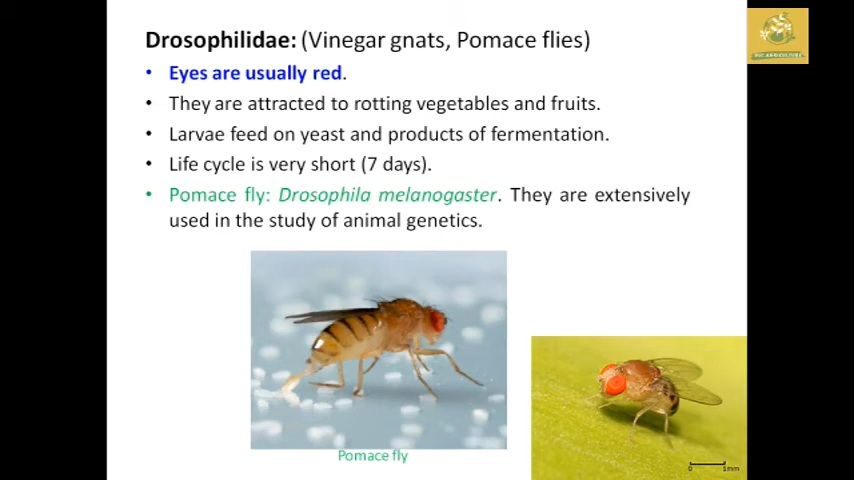 Drosophilidae: (Vinegar gnats, Pomace flies)
• Eyes are usually red.
• They are attracted to rotting vegetables and fruits.
• Larvae feed on yeast and products of fermentation.
• Life cycle is very short (7 days).
• Pomace fly: Drosophila melanogaster. They are extensively
used in the study of animal genetics.
Pomace fly
0 1mm